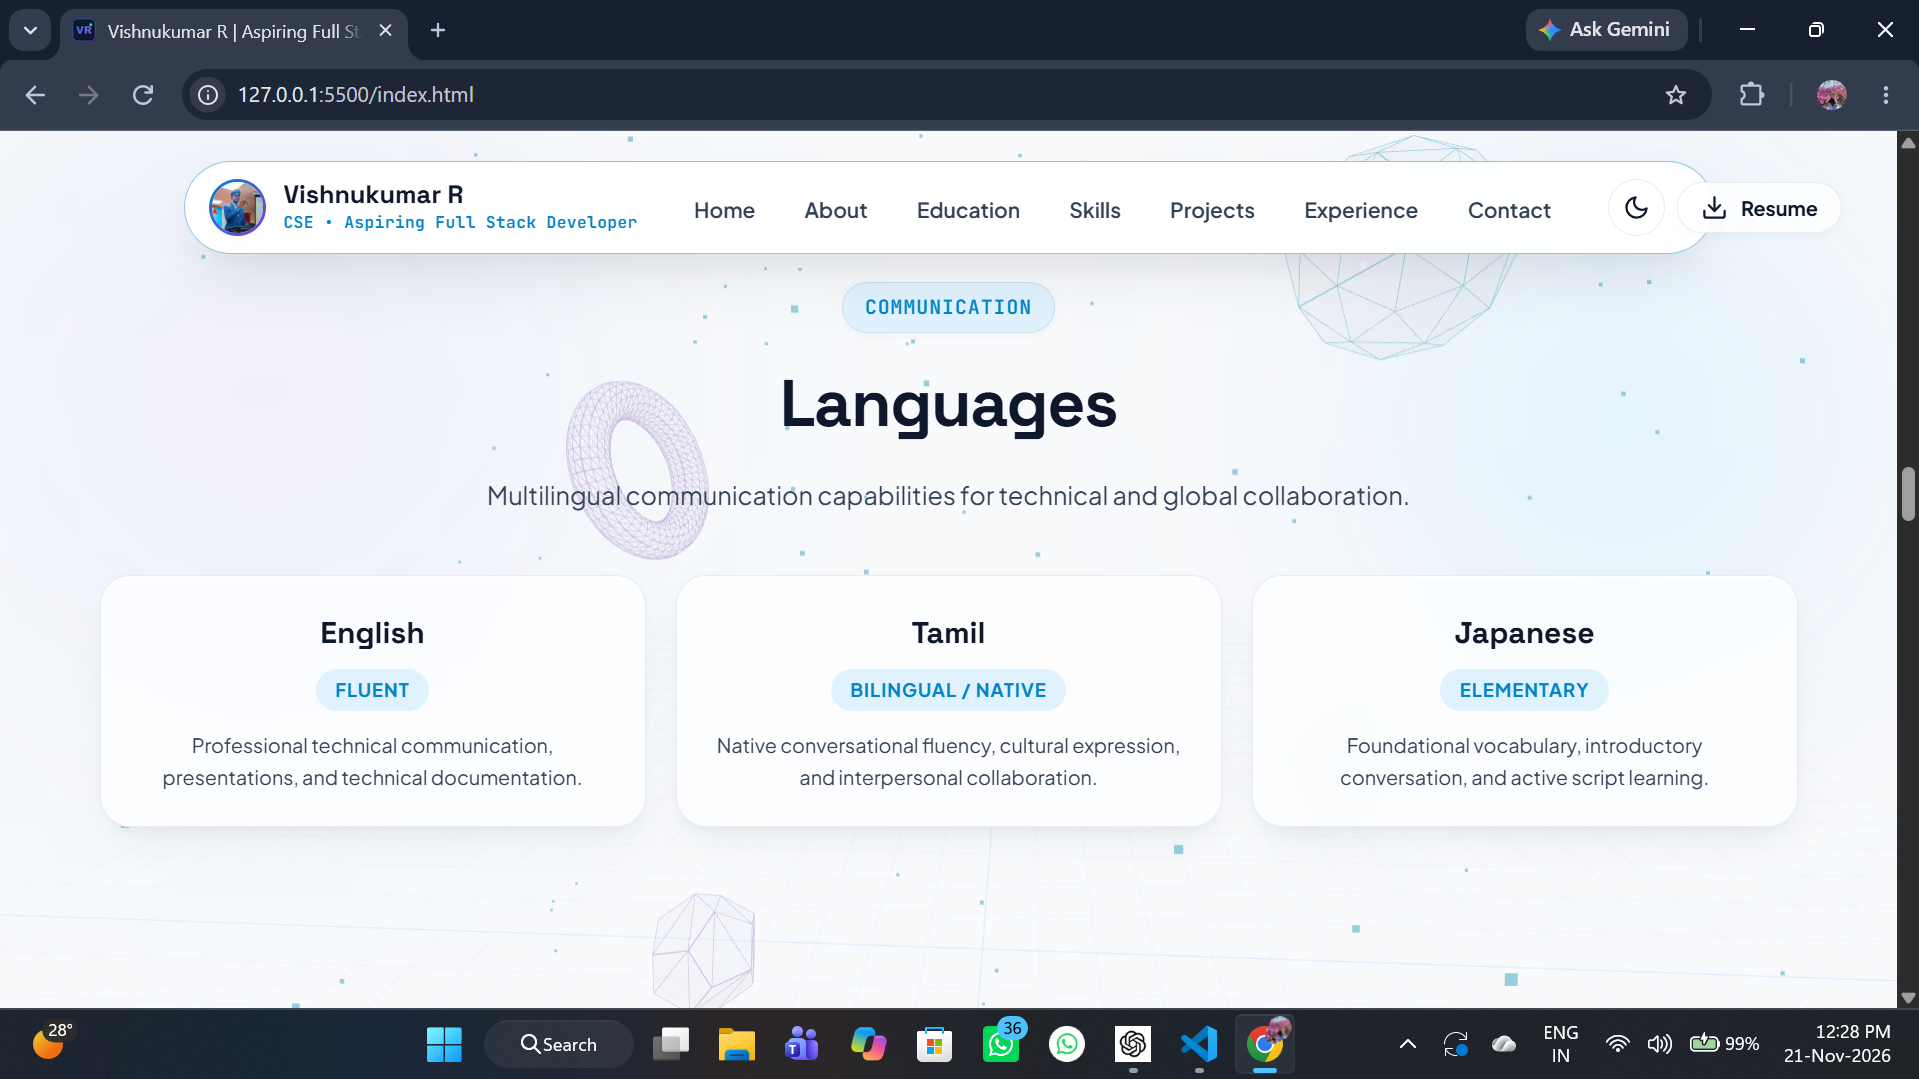 VR
Vishnukumar R | Aspiring Full St
Ask Gemini
127.0.0.1:5500/index.html
Vishnukumar R
CSE • Aspiring Full Stack Developer
Home
About
Education
Skills
Projects
Experience
Contact
Resume
COMMUNICATION
Languages
Multilingual communication capabilities for technical and global collaboration.
English
FLUENT
Professional technical communication,
presentations, and technical documentation.
Tamil
BILINGUAL / NATIVE
Native conversational fluency, cultural expression,
and interpersonal collaboration.
Japanese
ELEMENTARY
Foundational vocabulary, introductory
conversation, and active script learning.
28°
Search
T
36
ENG
IN
99%
12:28 PM
21-Nov-2026